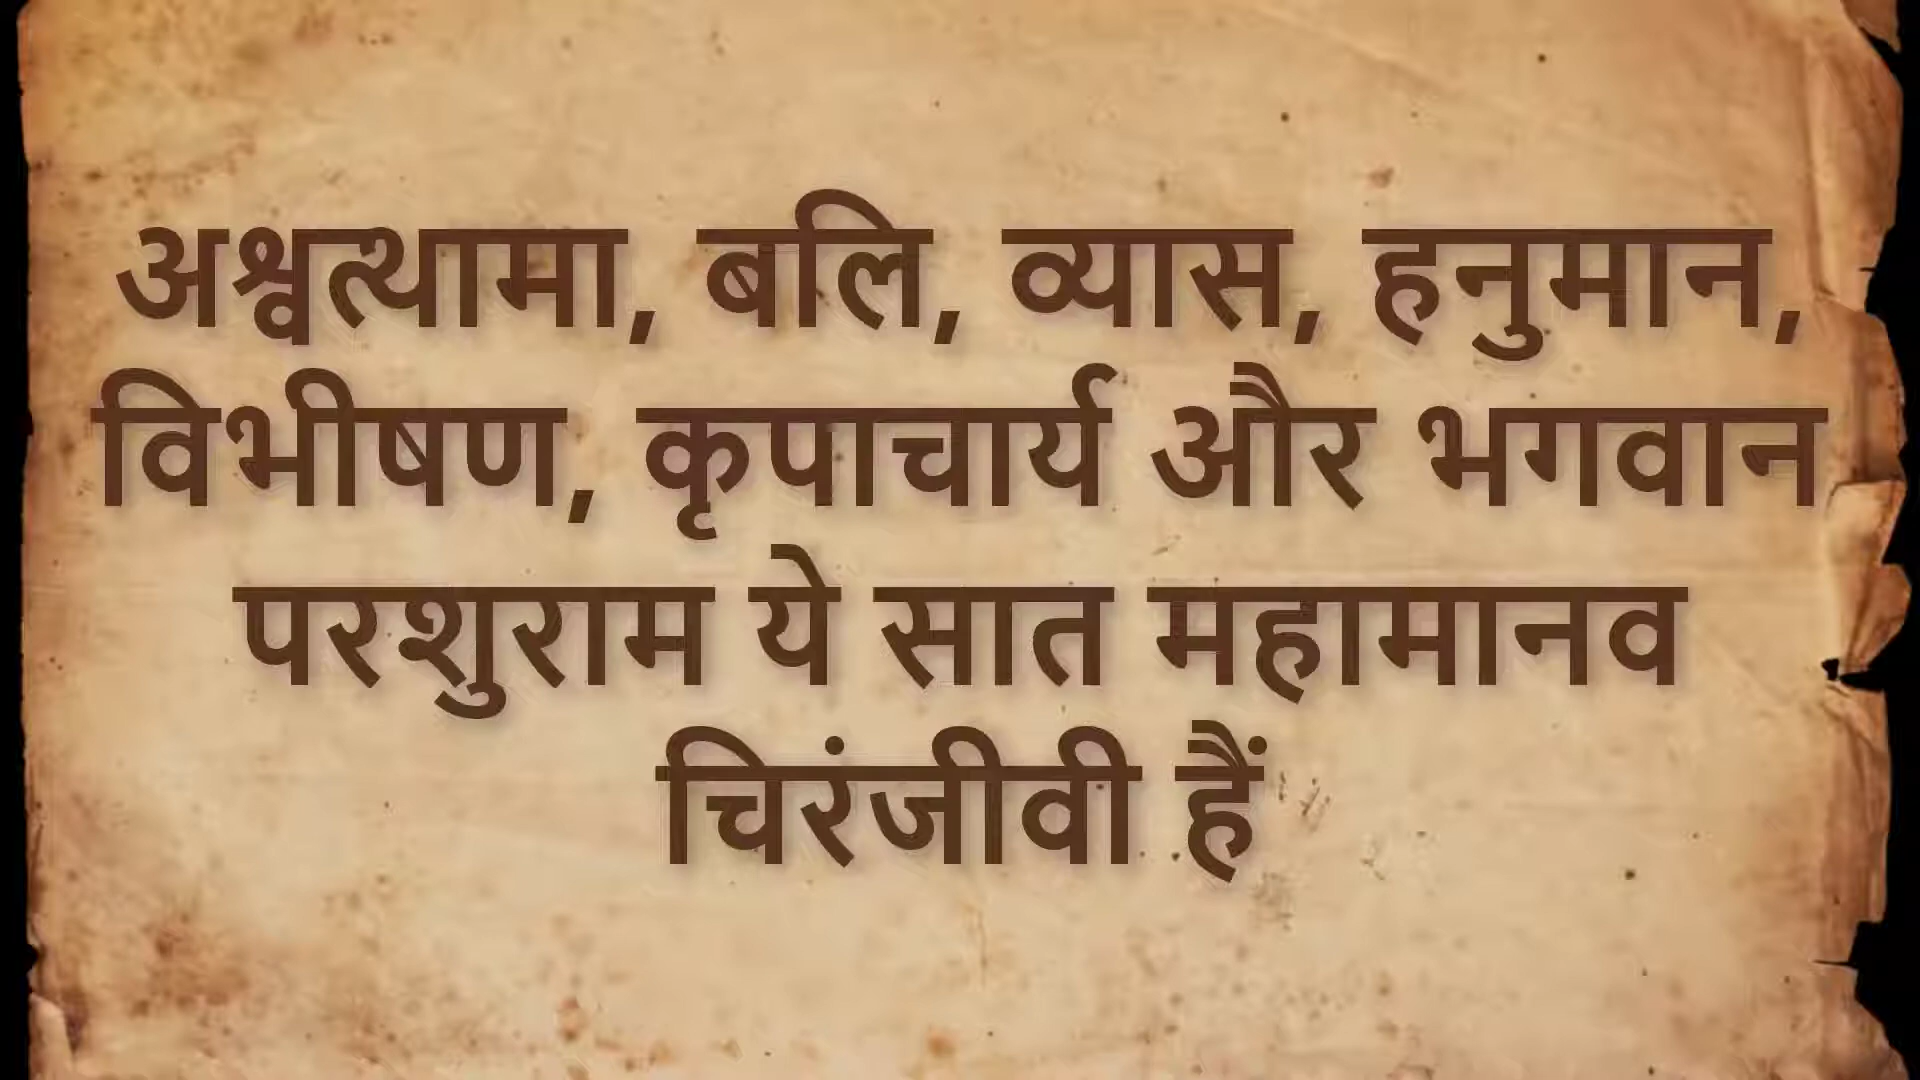 अश्वत्थामा, बलि, व्यास, हनुमान,
विभीषण, कृपाचार्य और भगवान
परशुराम ये सात महामानव
चिरंजीवी हैं